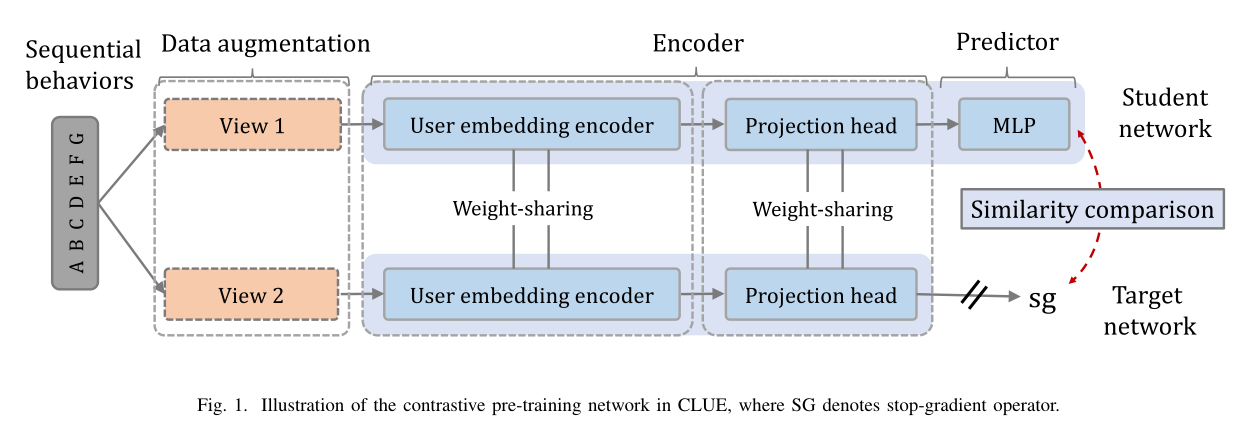 Sequential
behaviors
Data augmentation
Encoder
Predictor
A B C D E F G
View 1
User embedding encoder
Projection head
MLP
Student
network
Weight-sharing
Weight-sharing
Similarity comparison
View 2
User embedding encoder
Projection head
sg
Target
network
Fig. 1. Illustration of the contrastive pre-training network in CLUE, where SG denotes stop-gradient operator.